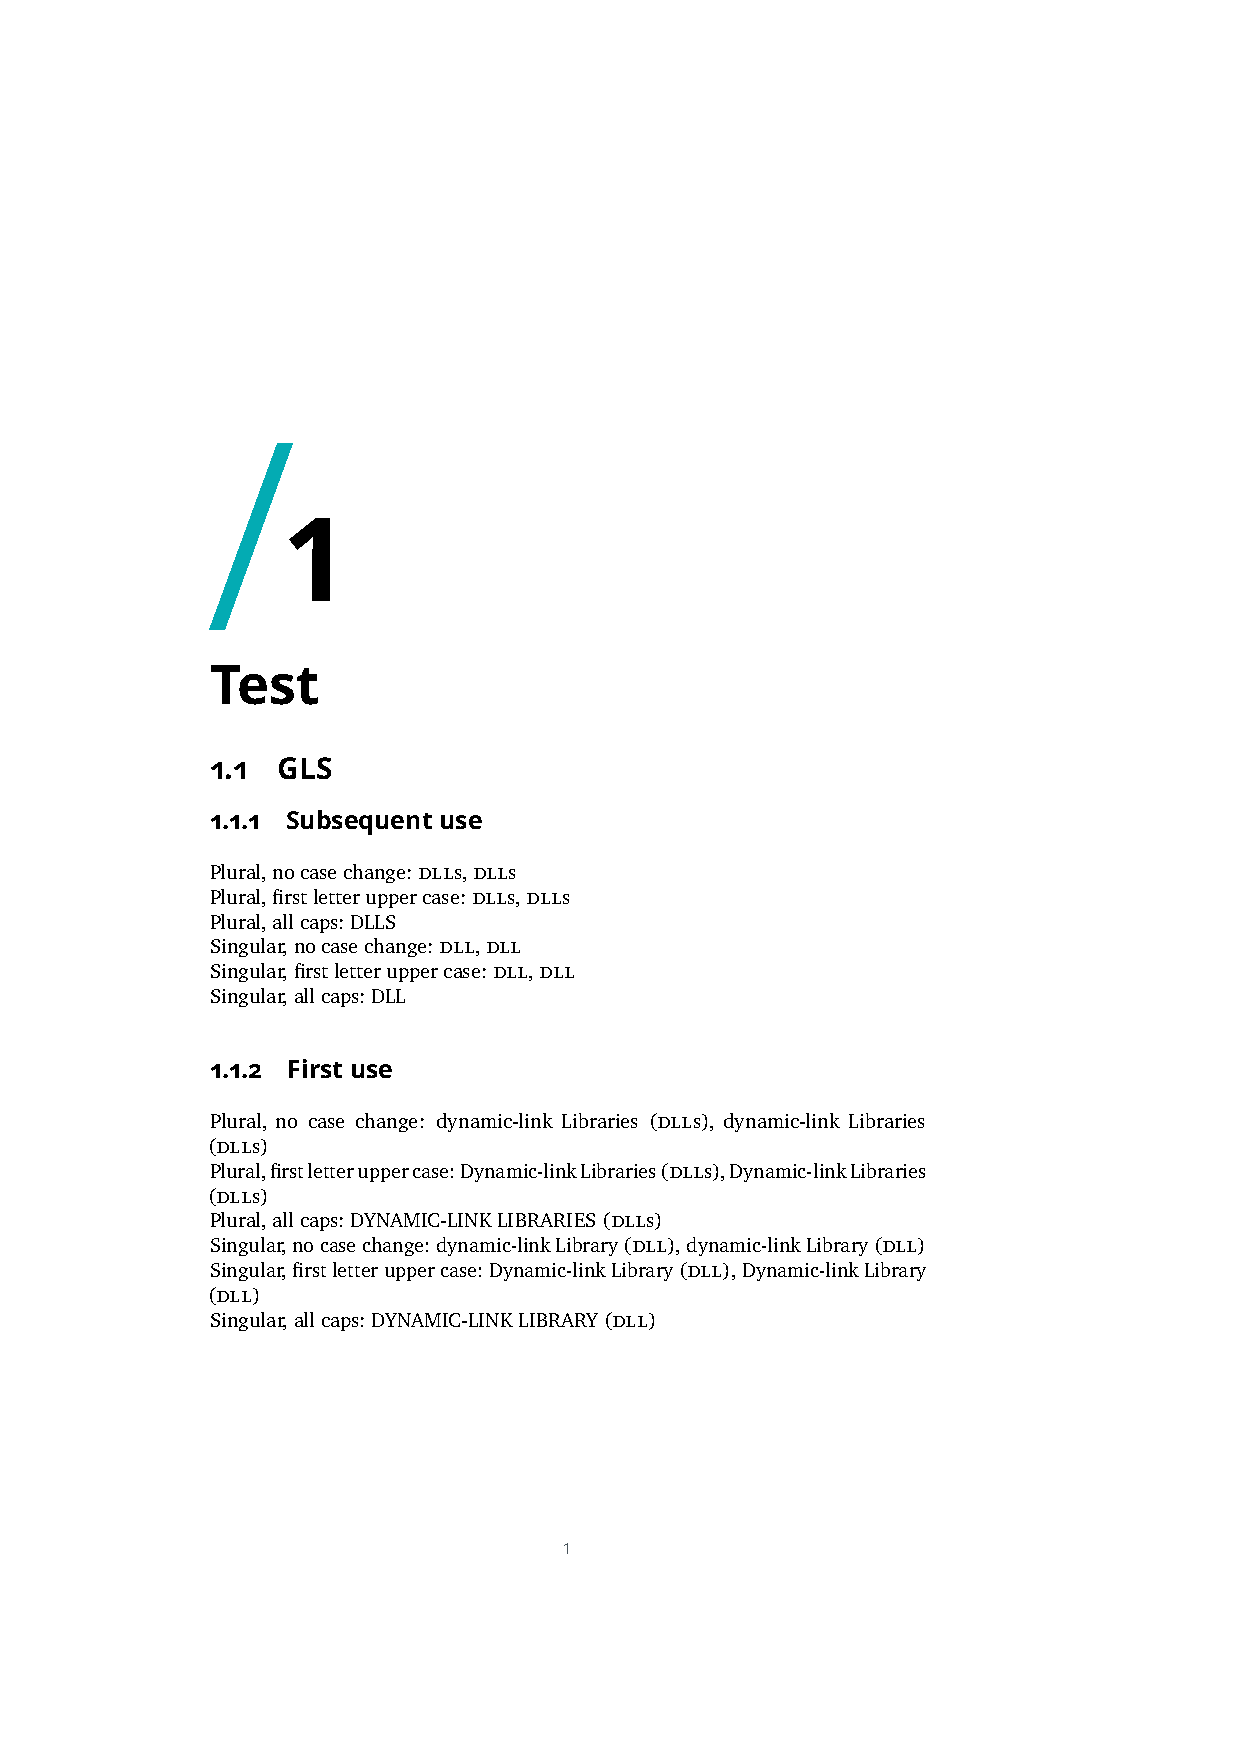 1
Test
1.1 GLS
1.1.1 Subsequent use
Plural, no case change: DLLs, DLLs
Plural, first letter upper case: DLLs, DLLs
Plural, all caps: DLLS
Singular, no case change: DLL, DLL
Singular, first letter upper case: DLL, DLL
Singular, all caps: DLL
1.1.2 First use
Plural, no case change: dynamic-link Libraries (DLLs), dynamic-link Libraries
(DLLs)
Plural, first letter upper case: Dynamic-link Libraries (DLLs), Dynamic-link Libraries
(DLLs)
Plural, all caps: DYNAMIC-LINK LIBRARIES (DLLs)
Singular, no case change: dynamic-link Library (DLL), dynamic-link Library (DLL)
Singular, first letter upper case: Dynamic-link Library (DLL), Dynamic-link Library
(DLL)
Singular, all caps: DYNAMIC-LINK LIBRARY (DLL)
1